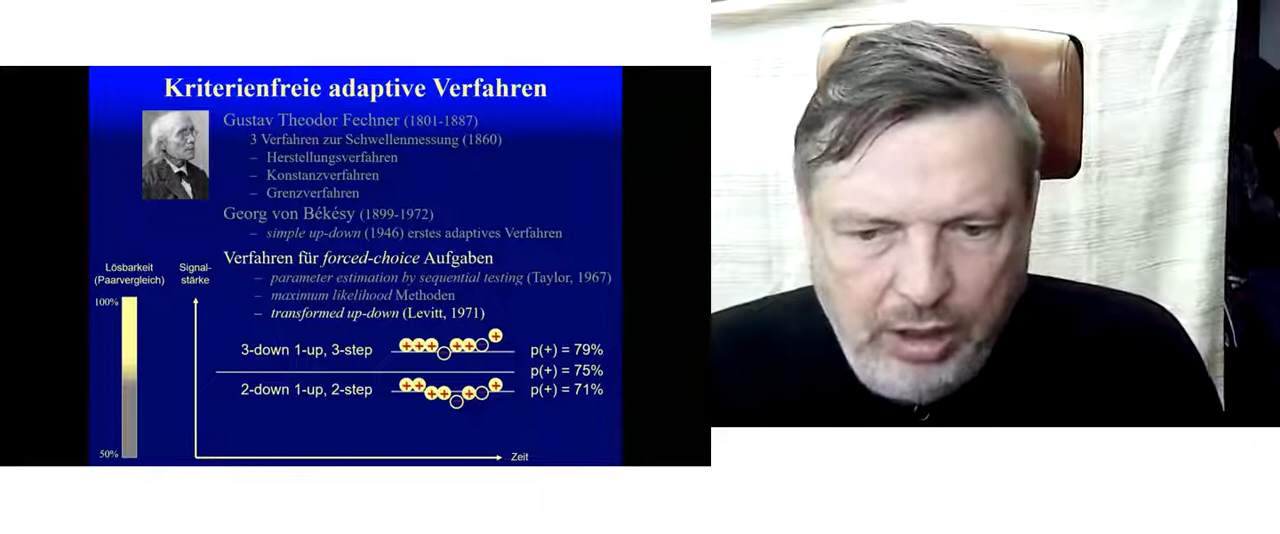 Kriterienfreie adaptive Verfahren
Gustav Theodor Fechner (1801-1887)
3 Verfahren zur Schwellenmessung (1860)
– Herstellungsverfahren
– Konstanzverfahren
– Grenzverfahren
Georg von Békésy (1899-1972)
– simple up-down (1946) erstes adaptives Verfahren
Verfahren für forced-choice Aufgaben
– parameter estimation by sequential testing (Taylor, 1967)
– maximum likelihood Methoden
– transformed up-down (Levitt, 1971)
Lösbarkeit
(Paarvergleich)
100%
50%
Signal-
stärke
3-down 1-up, 3-step + + + − + + − + p(+) = 79%
p(+) = 75%
2-down 1-up, 2-step + + + + − + − + p(+) = 71%
Zeit